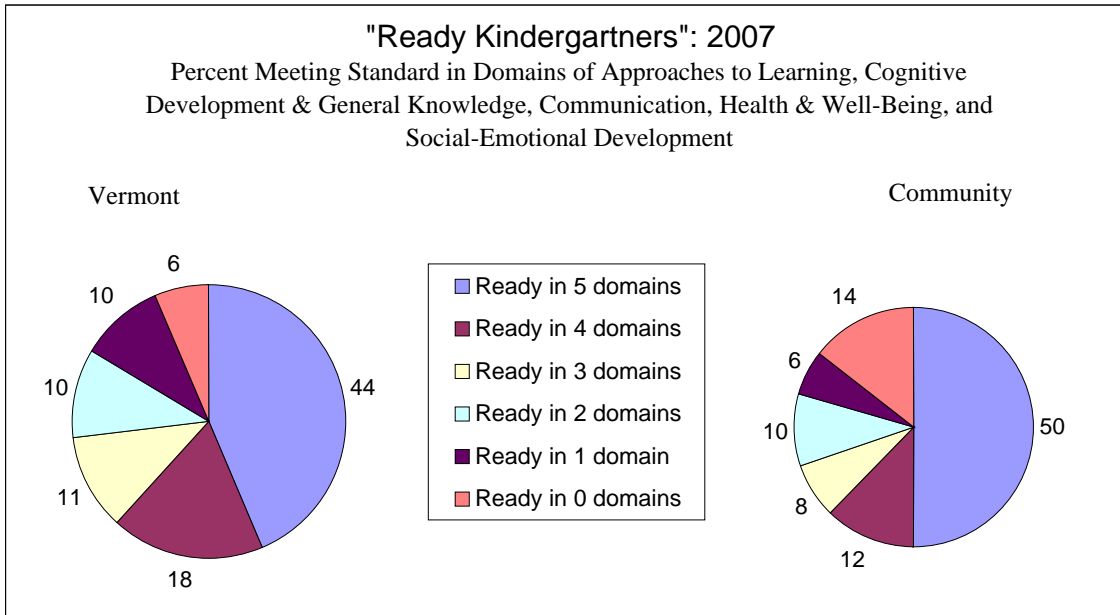 "Ready Kindergartners": 2007
Percent Meeting Standard in Domains of Approaches to Learning, Cognitive
Development & General Knowledge, Communication, Health & Well-Being, and
Social-Emotional Development
Vermont
6
10
10
11
18
44
Ready in 5 domains
Ready in 4 domains
Ready in 3 domains
Ready in 2 domains
Ready in 1 domain
Ready in 0 domains
Community
14
6
10
8
12
50